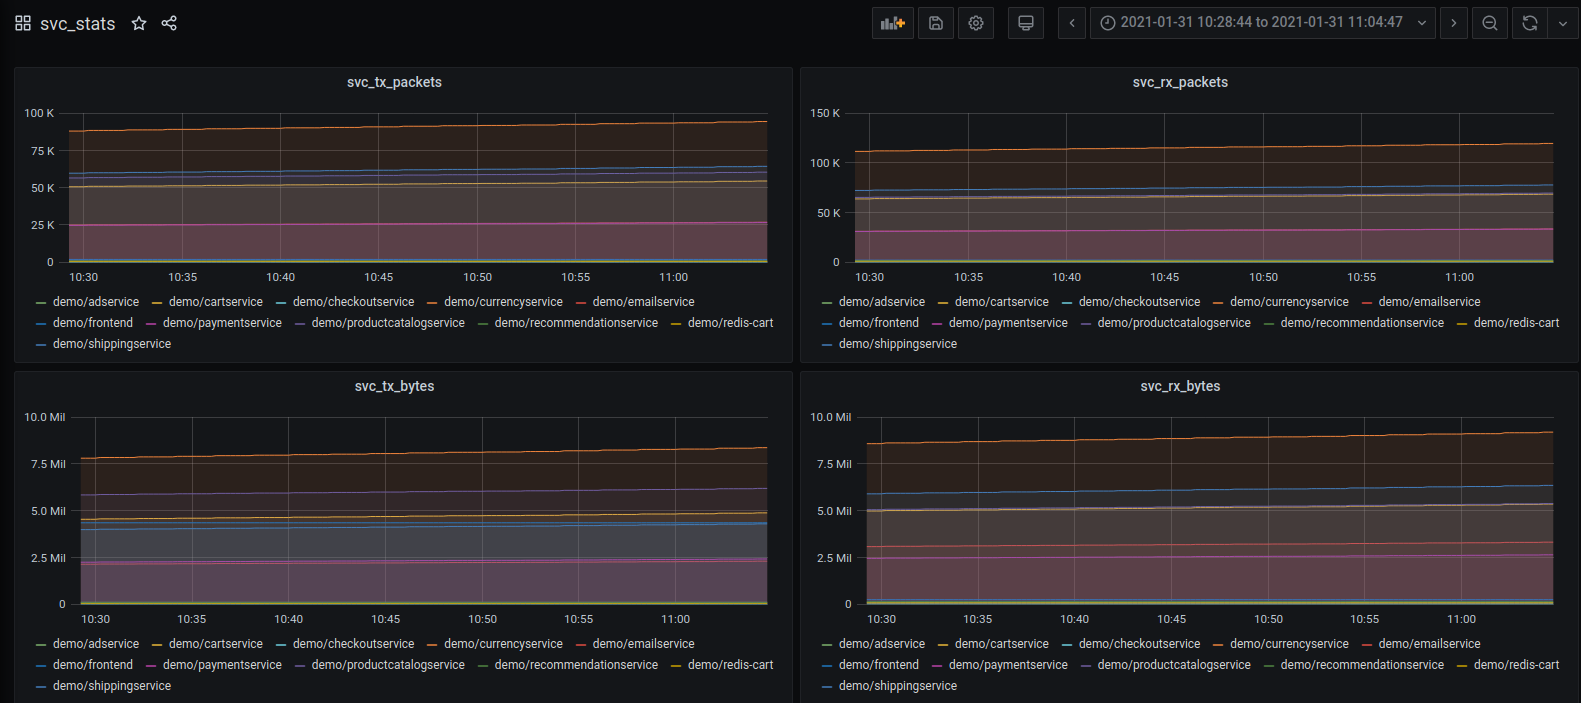 svc_stats
2021-01-31 10:28:44 to 2021-01-31 11:04:47
svc_tx_packets
100 K
75 K
50 K
25 K
0
10:30 10:35 10:40 10:45 10:50 10:55 11:00
demo/adservice demo/cartservice demo/checkoutservice demo/currencyservice demo/emailservice
demo/frontend demo/paymentservice demo/productcatalogservice demo/recommendationservice demo/redis-cart
demo/shippingservice
svc_rx_packets
150 K
100 K
50 K
0
10:30 10:35 10:40 10:45 10:50 10:55 11:00
demo/adservice demo/cartservice demo/checkoutservice demo/currencyservice demo/emailservice
demo/frontend demo/paymentservice demo/productcatalogservice demo/recommendationservice demo/redis-cart
demo/shippingservice
svc_tx_bytes
10.0 Mil
7.5 Mil
5.0 Mil
2.5 Mil
0
10:30 10:35 10:40 10:45 10:50 10:55 11:00
demo/adservice demo/cartservice demo/checkoutservice demo/currencyservice demo/emailservice
demo/frontend demo/paymentservice demo/productcatalogservice demo/recommendationservice demo/redis-cart
demo/shippingservice
svc_rx_bytes
10.0 Mil
7.5 Mil
5.0 Mil
2.5 Mil
0
10:30 10:35 10:40 10:45 10:50 10:55 11:00
demo/adservice demo/cartservice demo/checkoutservice demo/currencyservice demo/emailservice
demo/frontend demo/paymentservice demo/productcatalogservice demo/recommendationservice demo/redis-cart
demo/shippingservice